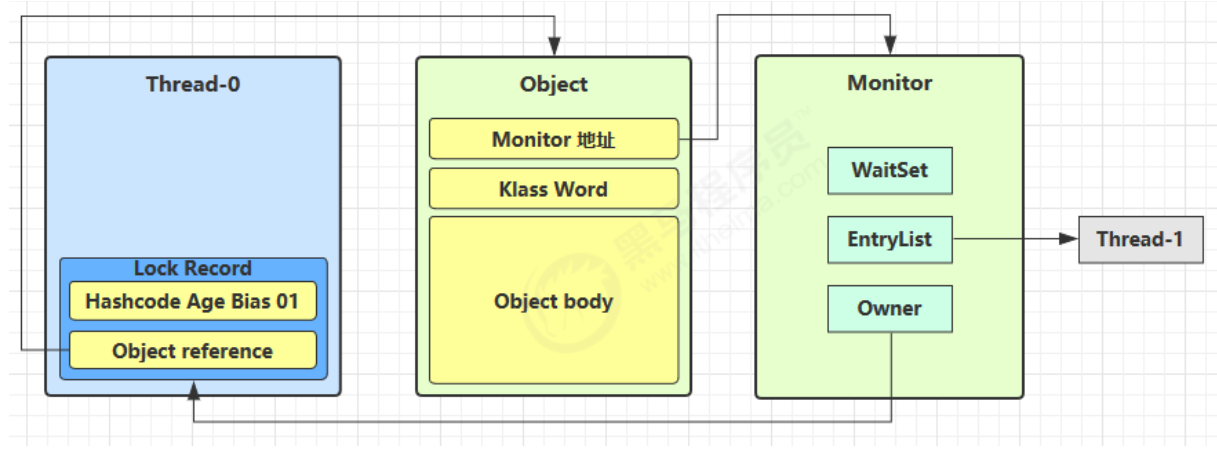 Thread-0
Lock Record
Hashcode Age Bias 01
Object reference
Object
Monitor 地址
Klass Word
Object body
Monitor
WaitSet
EntryList
Owner
Thread-1
黑马程序员
www.itheima.com